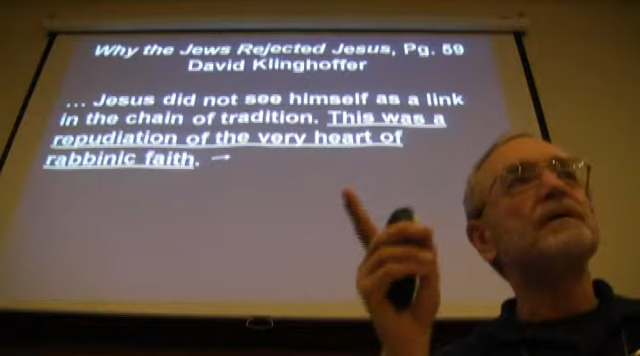 Why the Jews Rejected Jesus, Pg. 59
David Klinghoffer
... Jesus did not see himself as a link
in the chain of tradition. This was a
repudiation of the very heart of
rabbinic faith. →